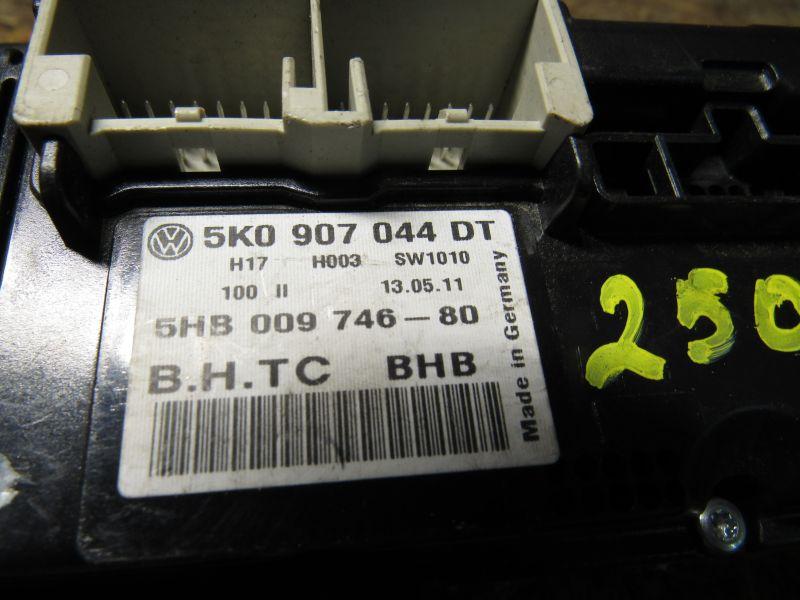 5K0 907 044 DT
H17 H003 SW1010
100 II 13.05.11
5HB 009 746-80
B.H.TC BHB
Made in Germany
250